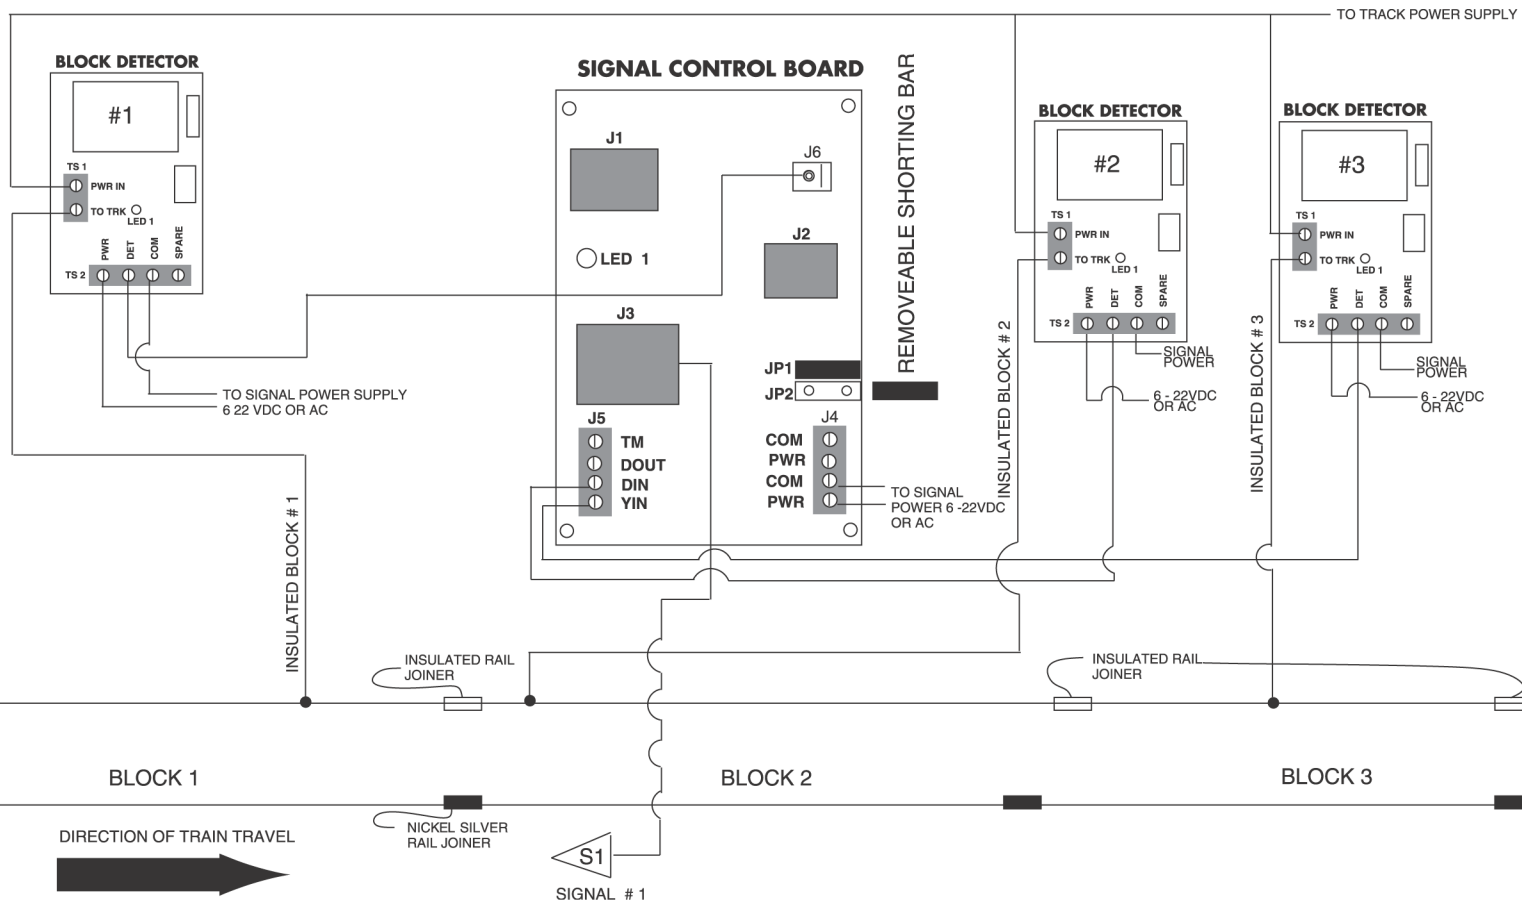 TO TRACK POWER SUPPLY
BLOCK DETECTOR
#1
TS 1
PWR IN
TO TRK
LED 1
PWR
DET
COM
SPARE
TS 2
TO SIGNAL POWER SUPPLY
6 22 VDC OR AC
INSULATED BLOCK # 1
SIGNAL CONTROL BOARD
J1
J6
LED 1
J2
J3
JP1
JP2
REMOVEABLE SHORTING BAR
J5
TM
DOUT
DIN
YIN
J4
COM
PWR
COM
PWR
TO SIGNAL
POWER 6 -22VDC
OR AC
BLOCK DETECTOR
#2
TS 1
PWR IN
TO TRK
LED 1
PWR
DET
COM
SPARE
TS 2
SIGNAL
POWER
6 - 22VDC
OR AC
INSULATED BLOCK # 2
BLOCK DETECTOR
#3
TS 1
PWR IN
TO TRK
LED 1
PWR
DET
COM
SPARE
TS 2
SIGNAL
POWER
6 - 22VDC
OR AC
INSULATED BLOCK # 3
INSULATED RAIL
JOINER
INSULATED RAIL
JOINER
BLOCK 1
BLOCK 2
BLOCK 3
NICKEL SILVER
RAIL JOINER
DIRECTION OF TRAIN TRAVEL
S1
SIGNAL # 1